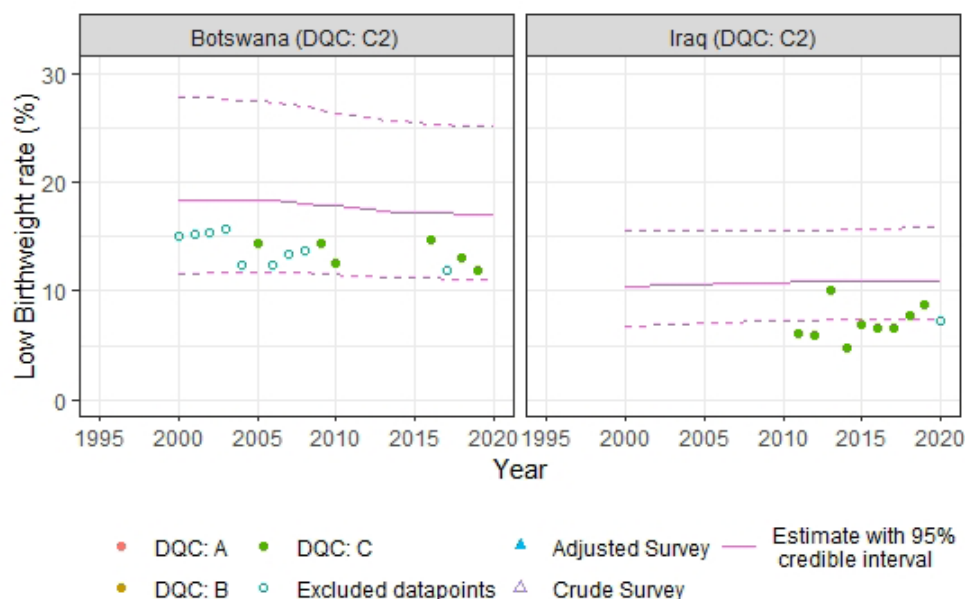 Botswana (DQC: C2)
Iraq (DQC: C2)
Low Birthweight rate (%)
30
20
10
0
1995 2000 2005 2010 2015 2020
1995 2000 2005 2010 2015 2020
Year
DQC: A
DQC: C
Adjusted Survey
Estimate with 95%
credible interval
DQC: B
Excluded datapoints
Crude Survey